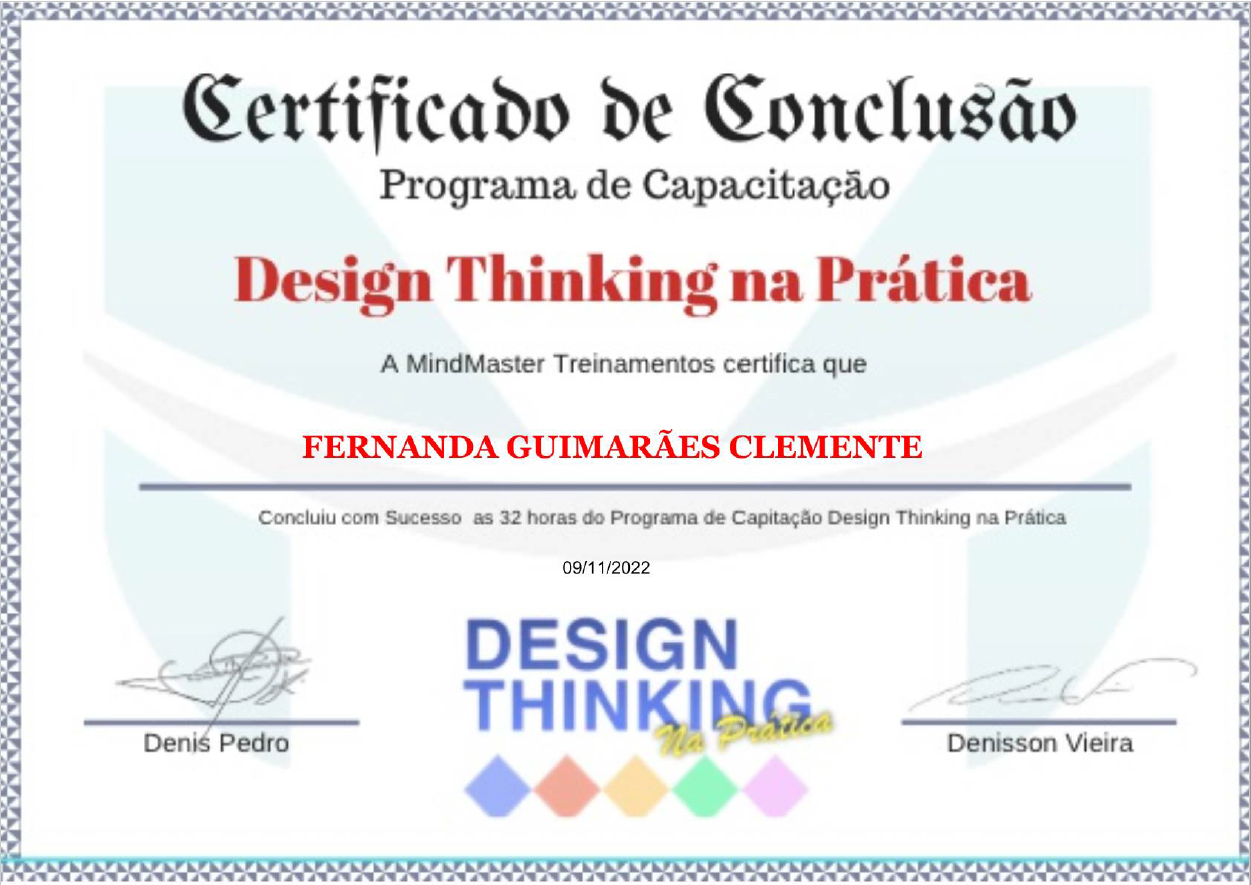 Certificado de Conclusão
Programa de Capacitação
Design Thinking na Prática
A MindMaster Treinamentos certifica que
FERNANDA GUIMARÃES CLEMENTE
Concluiu com Sucesso as 32 horas do Programa de Capitação Design Thinking na Prática
09/11/2022
DESIGN
THINKING
Na Prática
Denis Pedro
Denisson Vieira